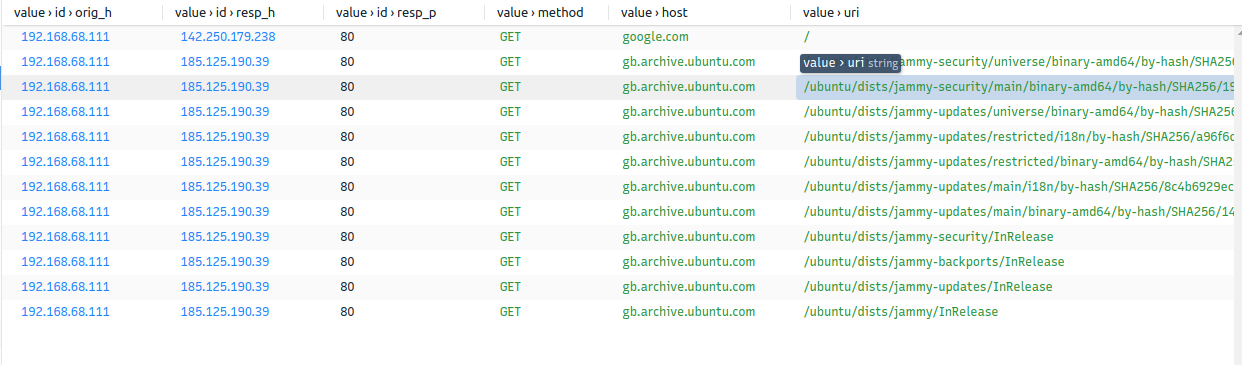 value › id › orig_h value › id › resp_h value › id › resp_p value › method value › host value › uri
192.168.68.111 142.250.179.238 80 GET google.com /
192.168.68.111 185.125.190.39 80 GET gb.archive.ubuntu.com value › uri string jammy-security/universe/binary-amd64/by-hash/SHA256
192.168.68.111 185.125.190.39 80 GET gb.archive.ubuntu.com /ubuntu/dists/jammy-security/main/binary-amd64/by-hash/SHA256/19
192.168.68.111 185.125.190.39 80 GET gb.archive.ubuntu.com /ubuntu/dists/jammy-updates/universe/binary-amd64/by-hash/SHA256
192.168.68.111 185.125.190.39 80 GET gb.archive.ubuntu.com /ubuntu/dists/jammy-updates/restricted/i18n/by-hash/SHA256/a96f6c
192.168.68.111 185.125.190.39 80 GET gb.archive.ubuntu.com /ubuntu/dists/jammy-updates/restricted/binary-amd64/by-hash/SHA2
192.168.68.111 185.125.190.39 80 GET gb.archive.ubuntu.com /ubuntu/dists/jammy-updates/main/i18n/by-hash/SHA256/8c4b6929ec
192.168.68.111 185.125.190.39 80 GET gb.archive.ubuntu.com /ubuntu/dists/jammy-updates/main/binary-amd64/by-hash/SHA256/14
192.168.68.111 185.125.190.39 80 GET gb.archive.ubuntu.com /ubuntu/dists/jammy-security/InRelease
192.168.68.111 185.125.190.39 80 GET gb.archive.ubuntu.com /ubuntu/dists/jammy-backports/InRelease
192.168.68.111 185.125.190.39 80 GET gb.archive.ubuntu.com /ubuntu/dists/jammy-updates/InRelease
192.168.68.111 185.125.190.39 80 GET gb.archive.ubuntu.com /ubuntu/dists/jammy/InRelease